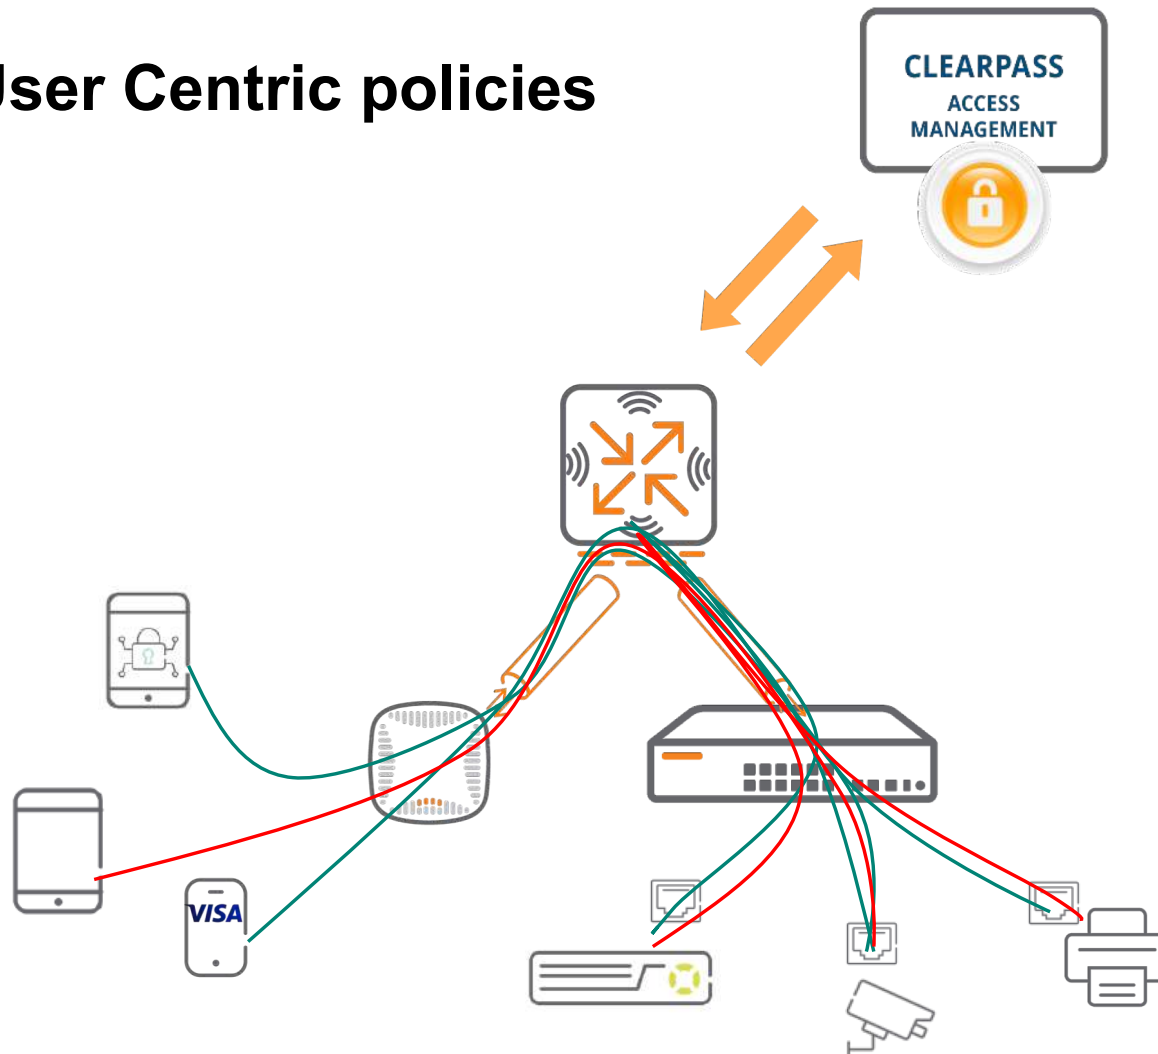 User Centric policies
CLEARPASS
ACCESS
MANAGEMENT
VISA